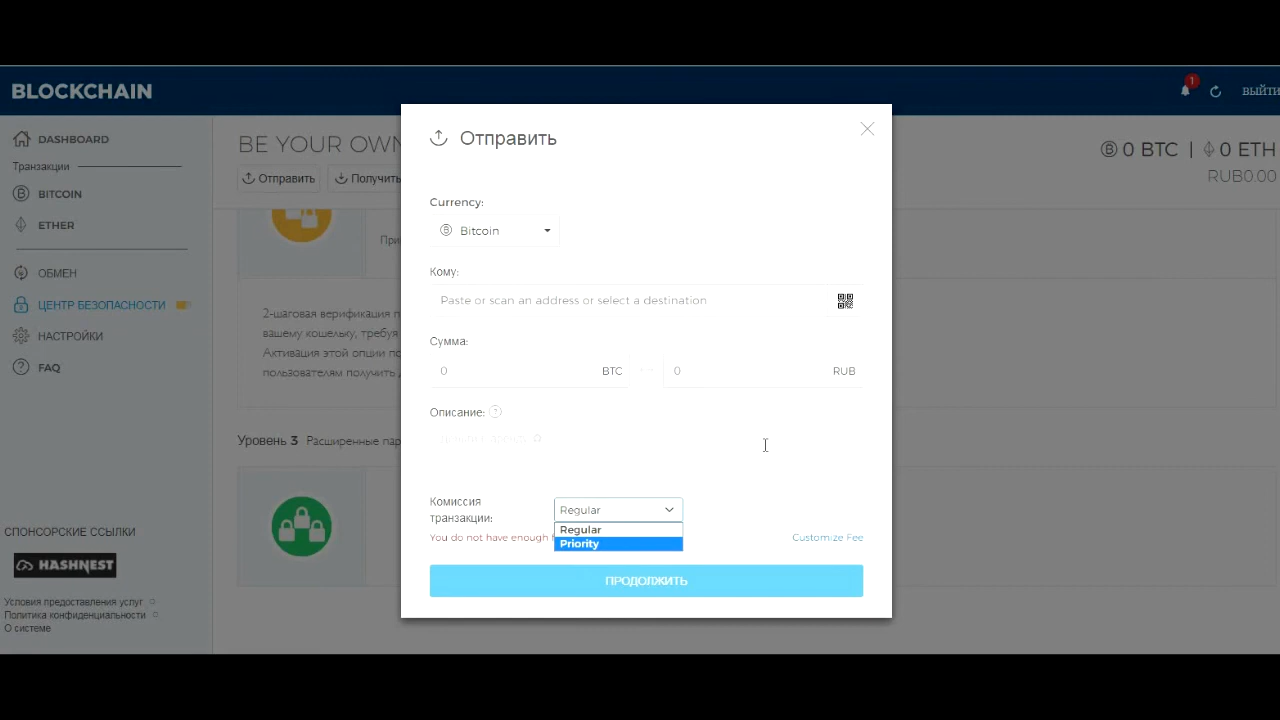 BLOCKCHAIN
1
ВЫЙТИ
DASHBOARD
Транзакции
BITCOIN
ETHER
ОБМЕН
ЦЕНТР БЕЗОПАСНОСТИ
НАСТРОЙКИ
FAQ
СПОНСОРСКИЕ ССЫЛКИ
HASHNEST
Условия предоставления услуг
Политика конфиденциальности
О системе
BE YOUR OWN
0 BTC | 0 ETH
RUB0.00
Отправить
Получить
При
2-шаговая верификация п
вашему кошельку, требуя
Активация этой опции по
пользователям получить
Уровень 3 Расширенные пар
Отправить
Currency:
Bitcoin
Кому:
Paste or scan an address or select a destination
Сумма:
0 BTC
0 RUB
Описание: ?
Комиссия
транзакции:
Regular
Regular
Priority
You do not have enough
Customize Fee
ПРОДОЛЖИТЬ